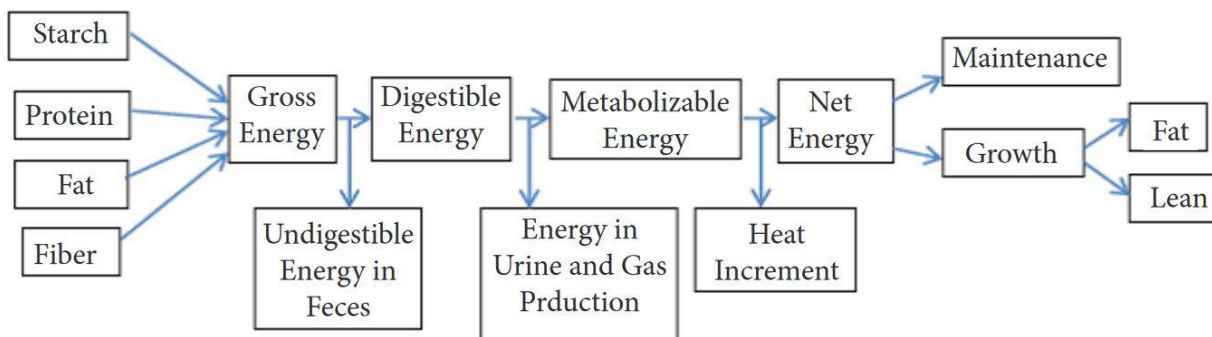 Starch
Protein
Fat
Fiber
Gross
Energy
Digestible
Energy
Metabolizable
Energy
Net
Energy
Maintenance
Growth
Fat
Lean
Undigestible
Energy in
Feces
Energy in
Urine and Gas
Prduction
Heat
Increment